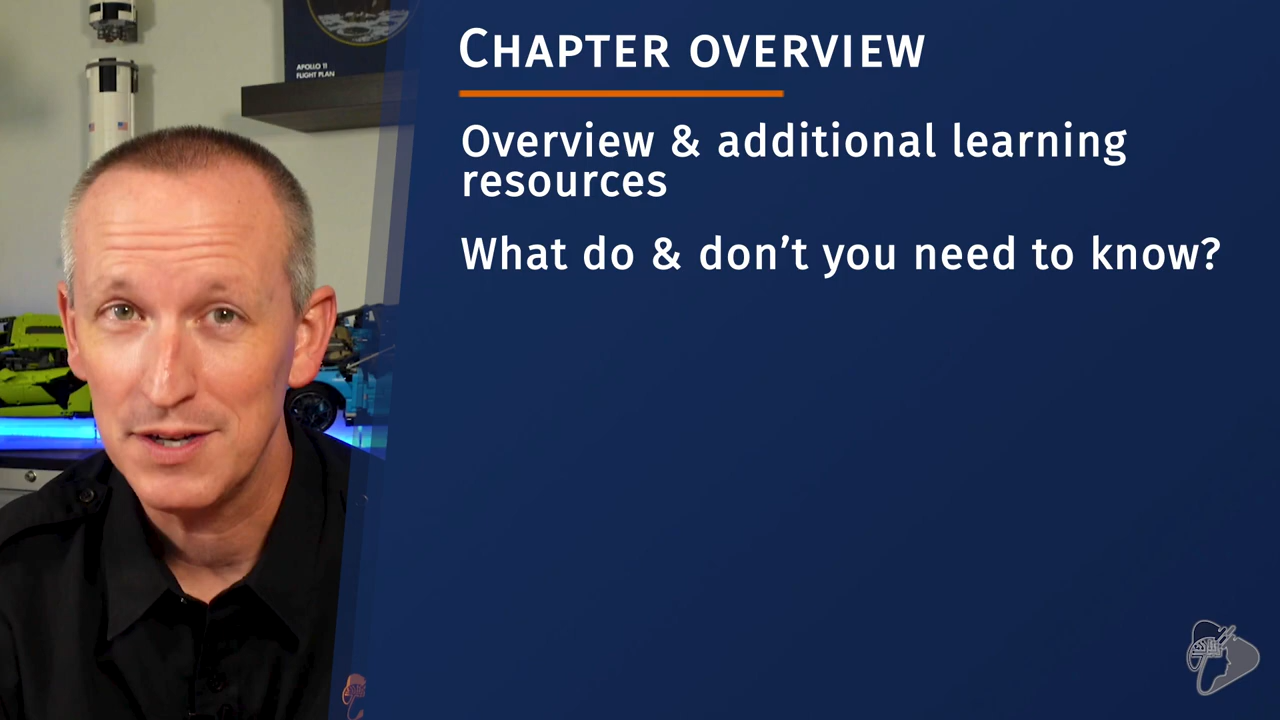 APOLLO 11
FLIGHT PLAN
CHAPTER OVERVIEW
Overview & additional learning
resources
What do & don’t you need to know?